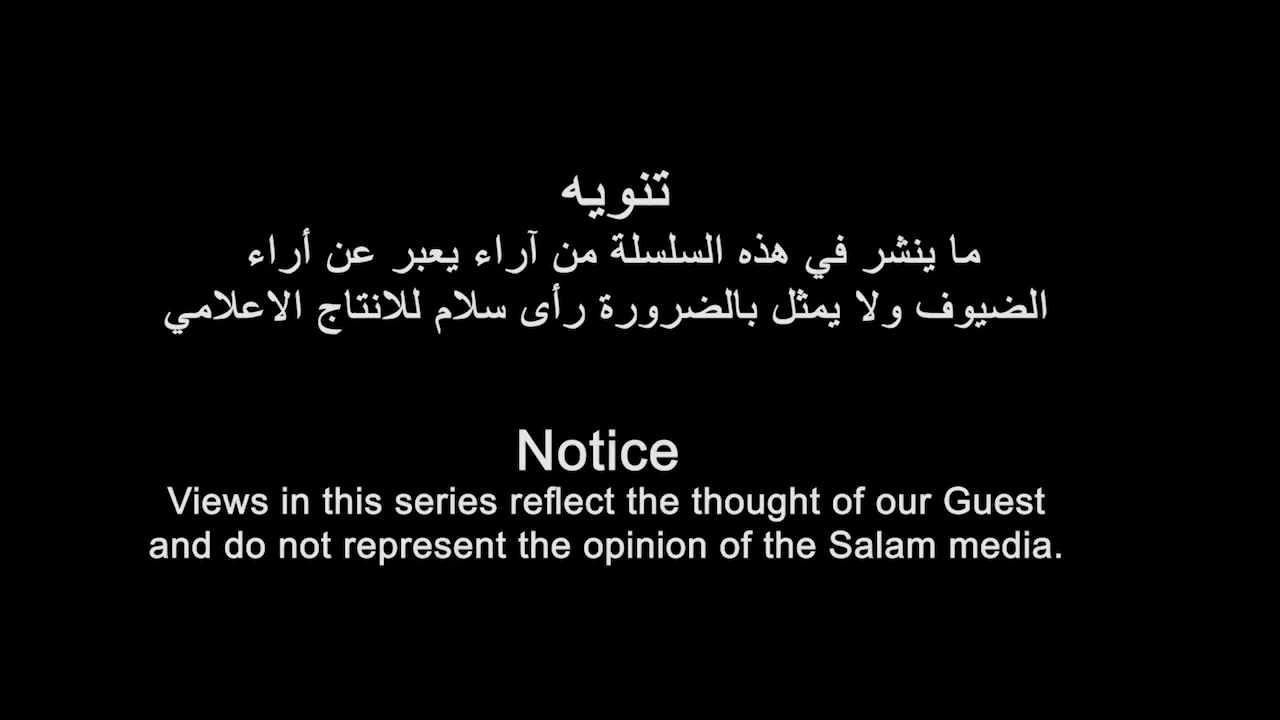 تنويه
ما ينشر في هذه السلسلة من آراء يعبر عن أراء
الضيوف ولا يمثل بالضرورة رأى سلام للانتاج الاعلامي
Notice
Views in this series reflect the thought of our Guest
and do not represent the opinion of the Salam media.